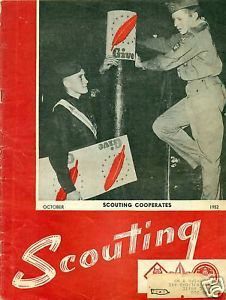 Give
Give
OCTOBER SCOUTING COOPERATES 1952
Scouting